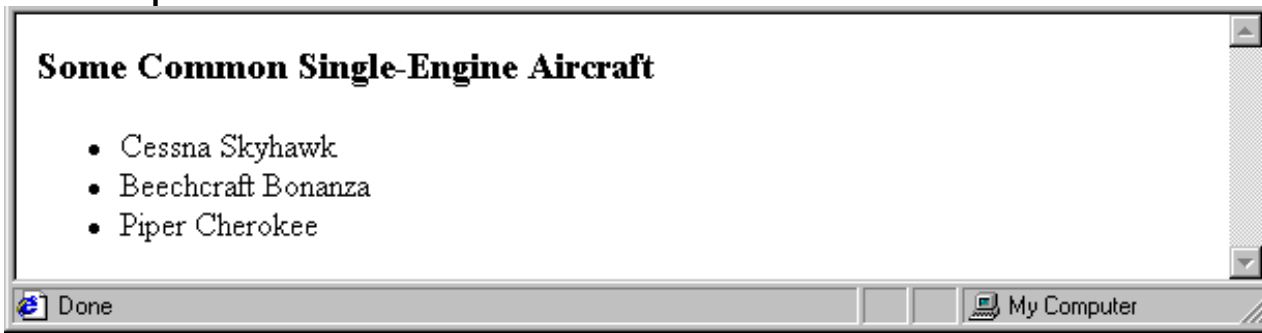 Some Common Single-Engine Aircraft
Cessna Skyhawk
Beechcraft Bonanza
Piper Cherokee
Done My Computer